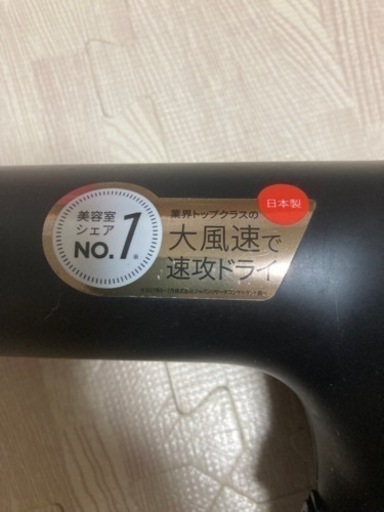 美容室
シェア
NO.1※
業界トップクラスの
日本製
大風速で
速攻ドライ